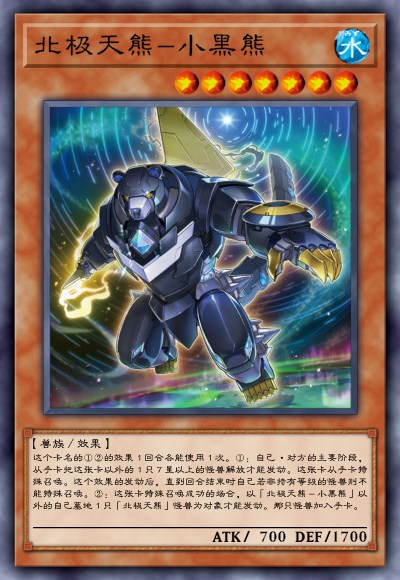 北极天熊-小黑熊
水
【兽族/效果】
这个卡名的①②的效果1回合各能使用1次。①:自己·对方的主要阶段,
从手卡把这张卡以外的1只7星以上的怪兽解放才能发动。这张卡从手卡特
殊召唤。这个效果的发动后,直到回合结束时自己若非持有等级的怪兽则不
能特殊召唤。②:这张卡特殊召唤成功的场合,以「北极天熊-小黑熊」以
外的自己墓地1只「北极天熊」怪兽为对象才能发动。那只怪兽加入手卡。
ATK/ 700 DEF/1700